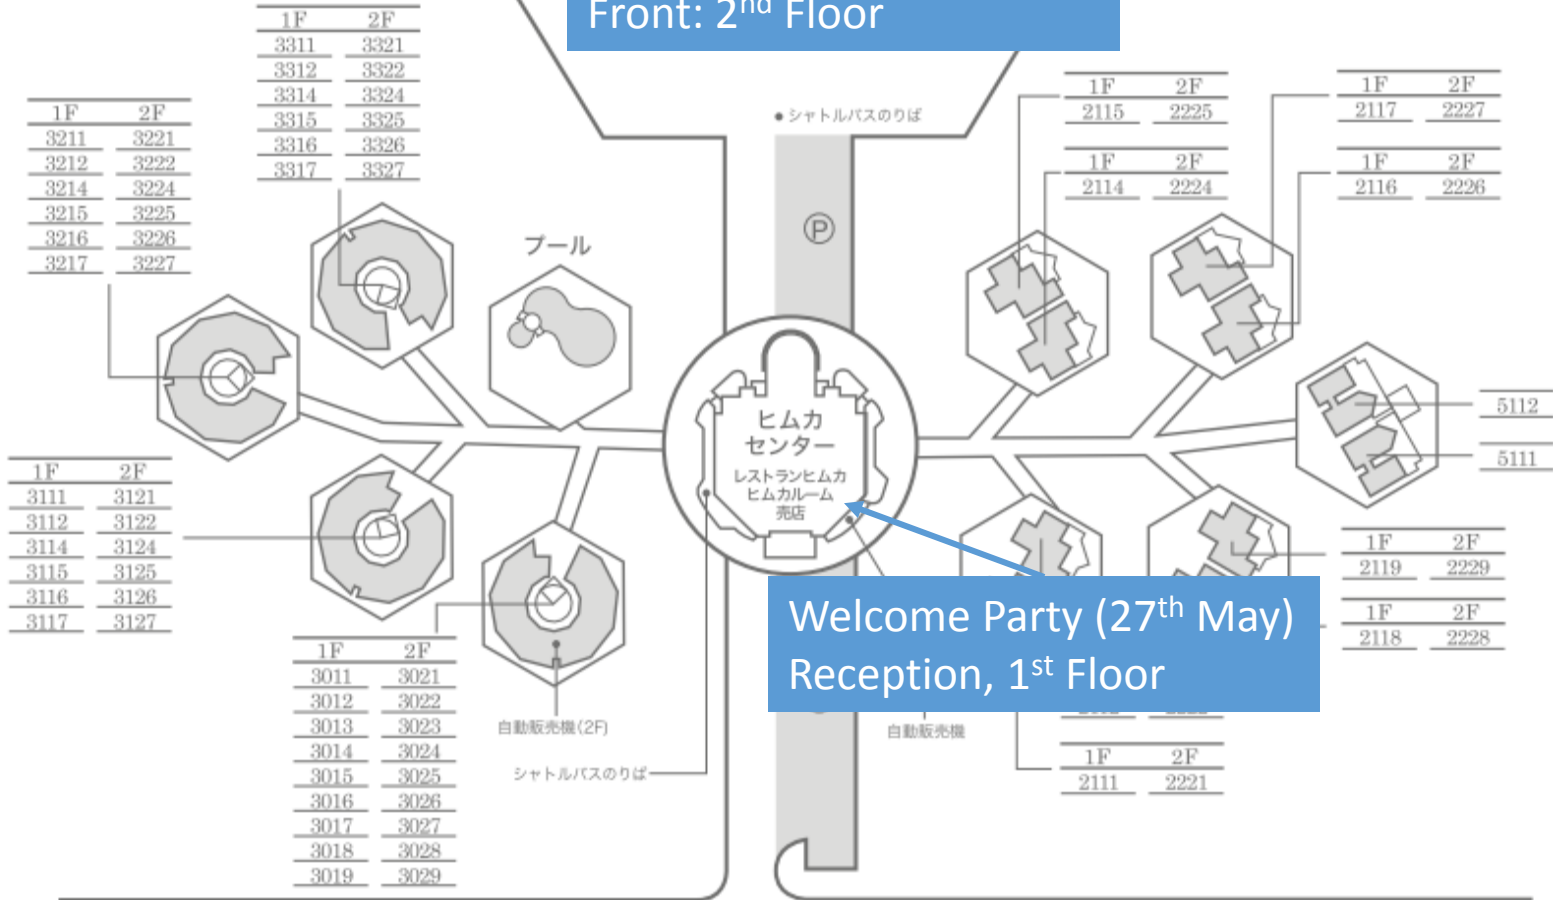 Front: 2nd Floor
1F 2F
3311 3321
3312 3322
3314 3324
3315 3325
3316 3326
3317 3327
1F 2F
3211 3221
3212 3222
3214 3224
3215 3225
3216 3226
3217 3227
シャトルバスのりば
P
1F 2F
2115 2225
1F 2F
2114 2224
1F 2F
2117 2227
1F 2F
2116 2226
プール
ヒムカ
センター
レストランヒムカ
ヒムカルーム
売店
5112
5111
1F 2F
3111 3121
3112 3122
3114 3124
3115 3125
3116 3126
3117 3127
1F 2F
2119 2229
1F 2F
2118 2228
Welcome Party (27th May)
Reception, 1st Floor
1F 2F
3011 3021
3012 3022
3013 3023
3014 3024
3015 3025
3016 3026
3017 3027
3018 3028
3019 3029
自動販売機(2F)
シャトルバスのりば
自動販売機
1F 2F
2111 2221